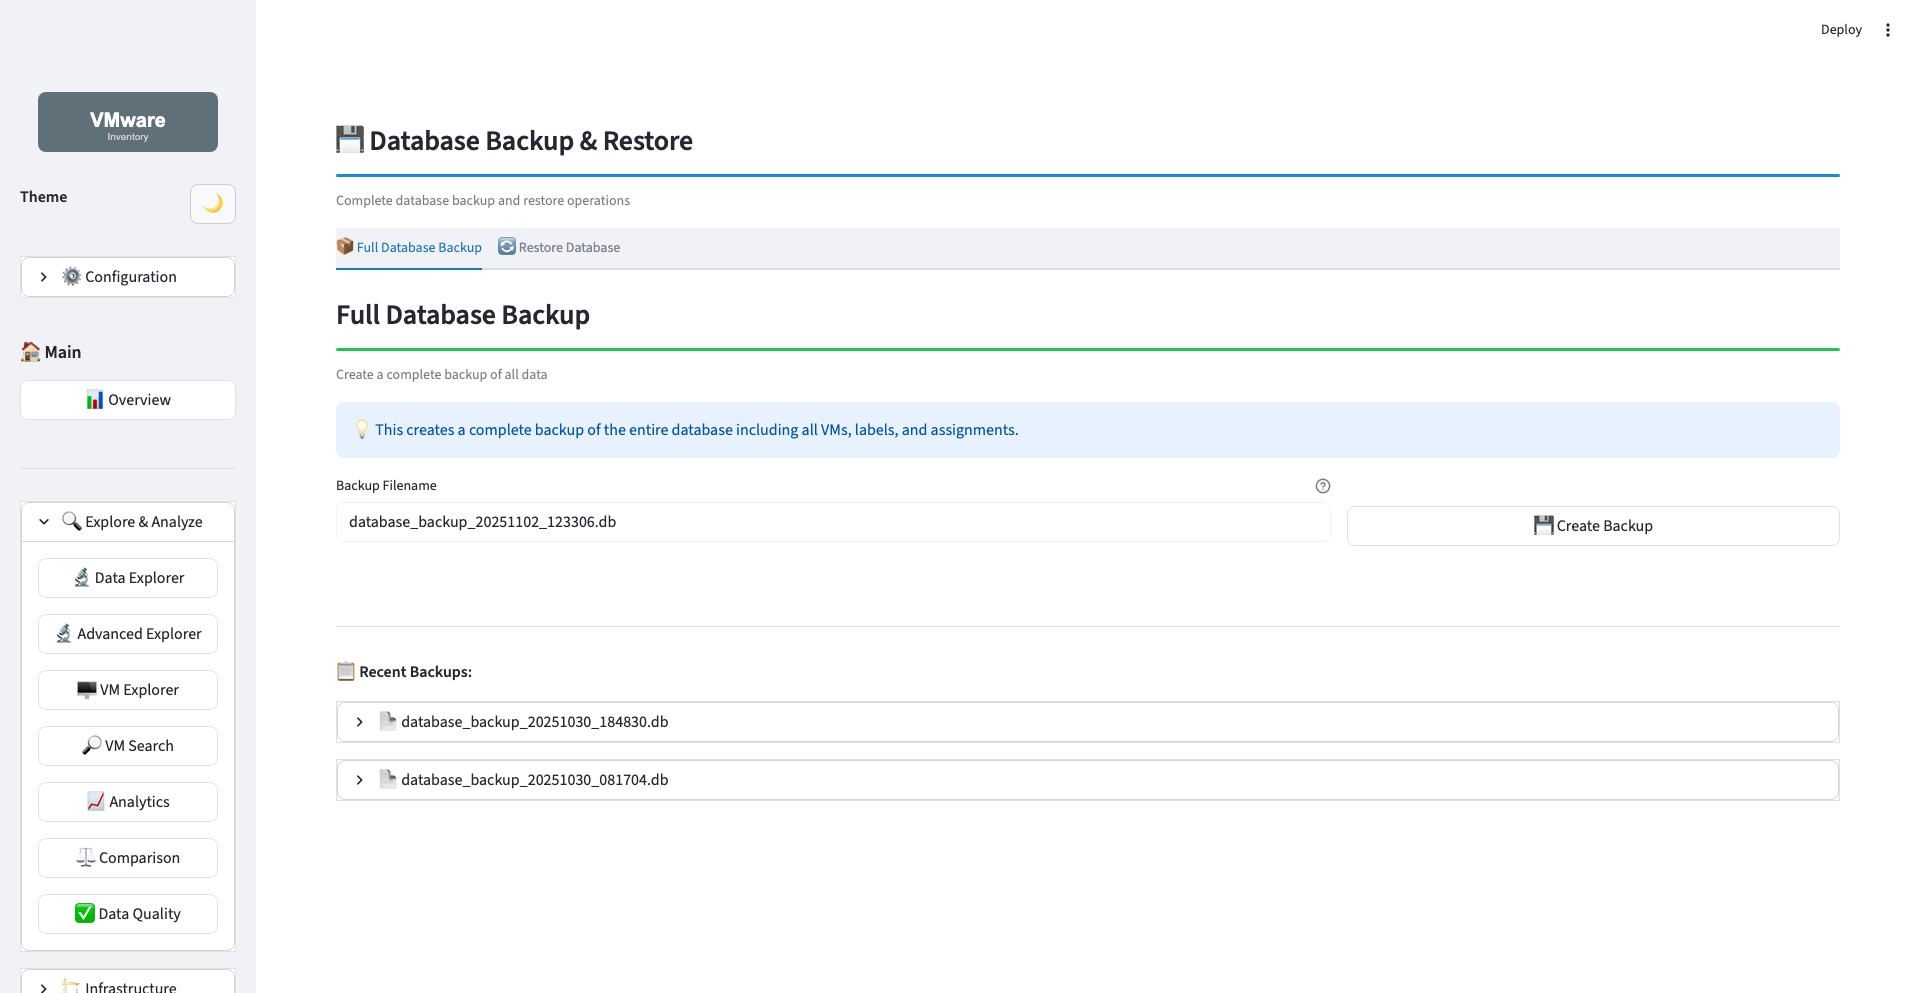 Deploy
VMware
Inventory
Theme
Configuration
Main
Overview
Explore & Analyze
Data Explorer
Advanced Explorer
VM Explorer
VM Search
Analytics
Comparison
Data Quality
Infrastructure
Database Backup & Restore
Complete database backup and restore operations
Full Database Backup
Restore Database
Full Database Backup
Create a complete backup of all data
This creates a complete backup of the entire database including all VMs, labels, and assignments.
Backup Filename
database_backup_20251102_123306.db
Create Backup
Recent Backups:
database_backup_20251030_184830.db
database_backup_20251030_081704.db